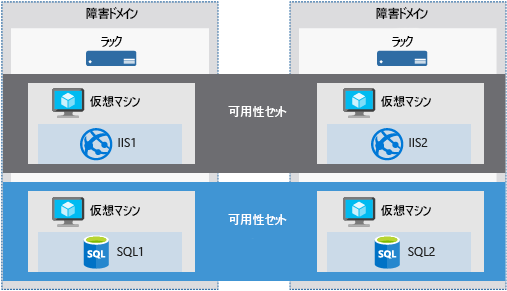 障害ドメイン
障害ドメイン
ラック
ラック
仮想マシン
可用性セット
仮想マシン
IIS1
IIS2
仮想マシン
可用性セット
仮想マシン
SQL
SQL1
SQL
SQL2